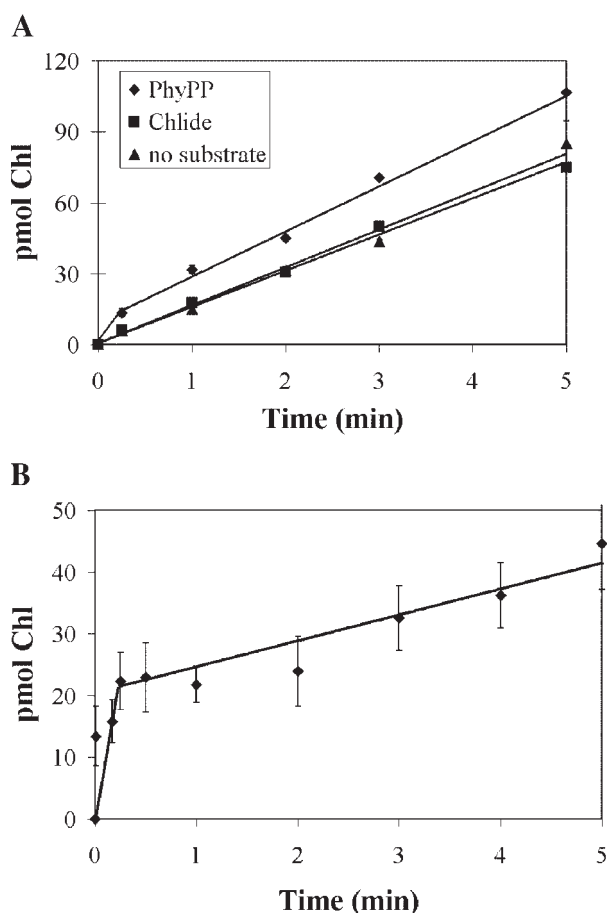 A
120
90
60
30
0
pmol Chl
PhyPP
Chlide
no substrate
0 1 2 3 4 5
Time (min)
B
50
40
30
20
10
0
pmol Chl
0 1 2 3 4 5
Time (min)